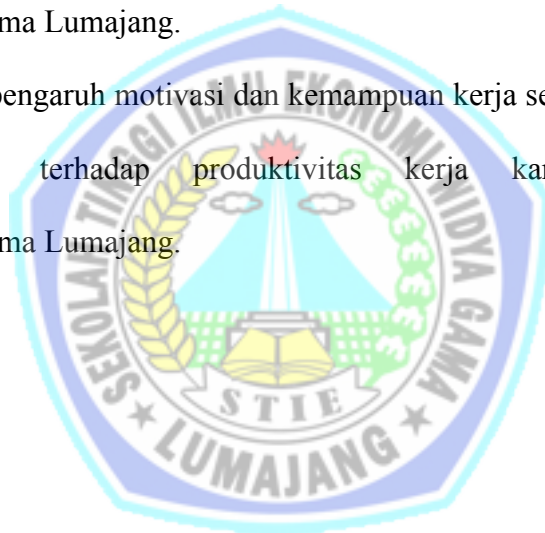 ma Lumajang.
pengaruh motivasi dan kemampuan kerja se
terhadap produktivitas kerja kar
ma Lumajang.
SEKOLAH TINGGI ILMU EKONOMI WIDYA GAMA
STIE
LUMAJANG